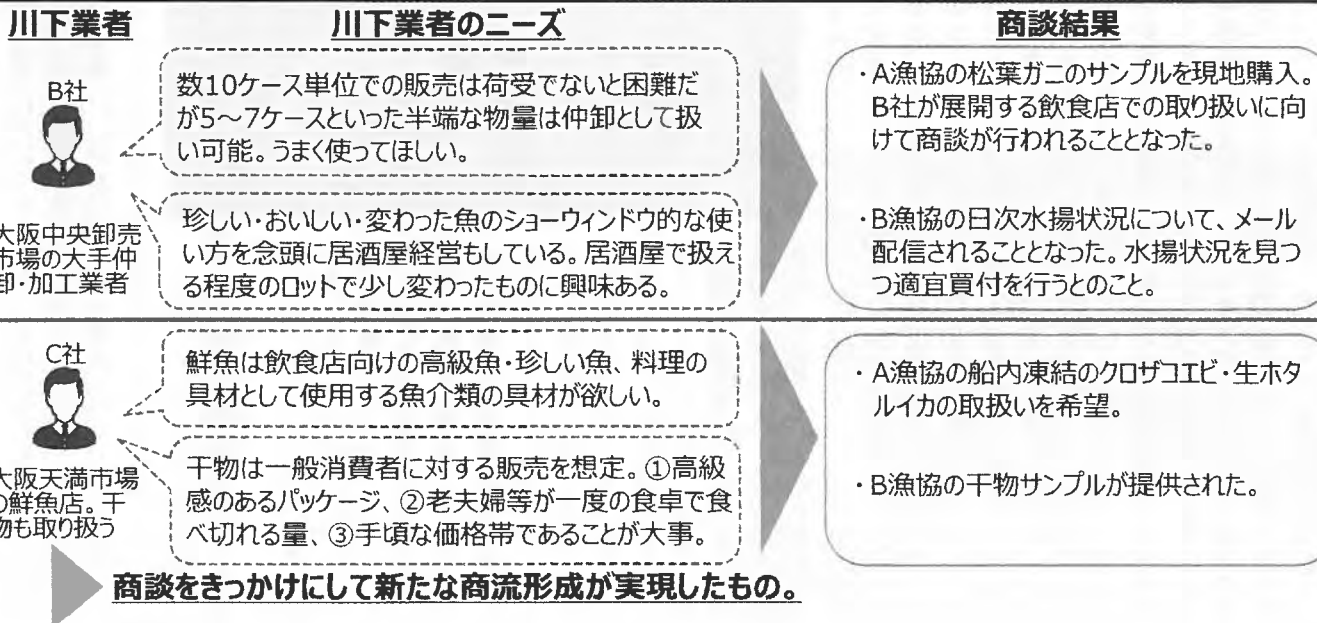 川下業者
川下業者のニーズ
商談結果
B社
大阪中央卸売
市場の大手仲
卸・加工業者
数10ケース単位での販売は荷受でないと困難だ
が5～7ケースといった半端な物量は仲卸として扱
い可能。うまく使ってほしい。
珍しい・おいしい・変わった魚のショーウィンドウ的な使
い方を念頭に居酒屋経営もしている。居酒屋で扱え
る程度のロットで少し変わったものに興味ある。
・A漁協の松葉ガニのサンプルを現地購入。
B社が展開する飲食店での取り扱いに向
けて商談が行われることとなった。
・B漁協の日次水揚状況について、メール
配信されることとなった。水揚状況を見つ
つ適宜買付を行うとのこと。
C社
大阪天満市場
の鮮魚店。干
物も取り扱う
鮮魚は飲食店向けの高級魚・珍しい魚、料理の
具材として使用する魚介類の具材が欲しい。
干物は一般消費者に対する販売を想定。①高級
感のあるパッケージ、②老夫婦等が一度の食卓で食
べ切れる量、③手頃な価格帯であることが大事。
・A漁協の船内凍結のクロザコエビ・生ホタ
ルイカの取扱いを希望。
・B漁協の干物サンプルが提供された。
商談をきっかけにして新たな商流形成が実現したもの。